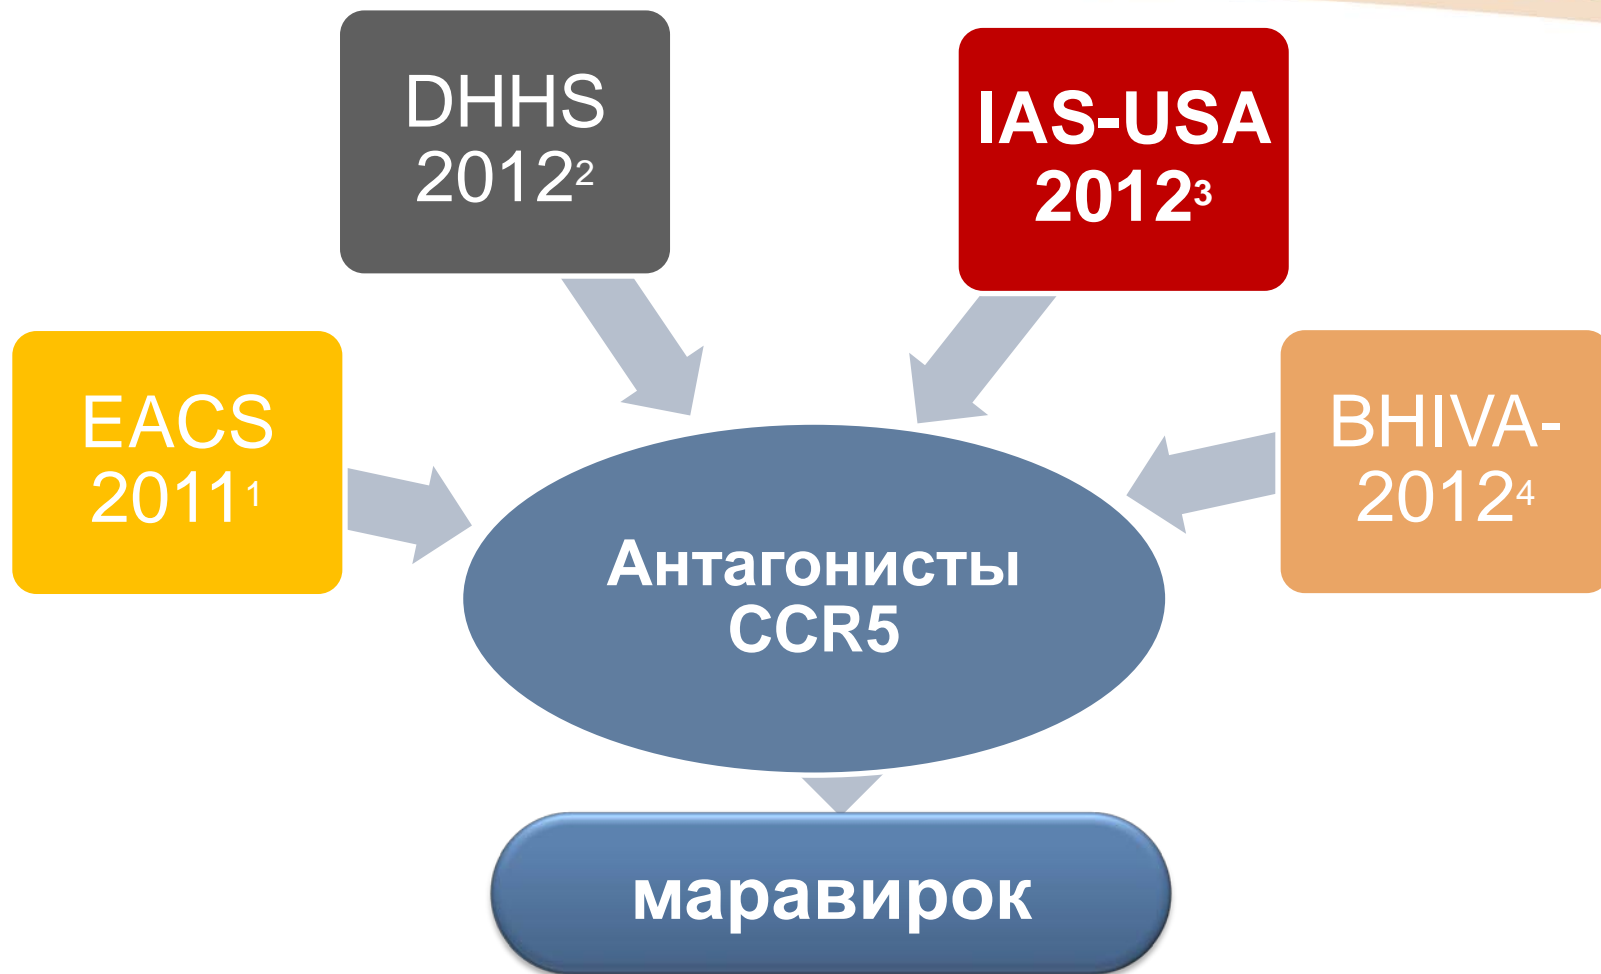 DHHS
2012²
IAS-USA
2012³
EACS
2011¹
BHIVA-
2012⁴
Антагонисты
CCR5
маравирок